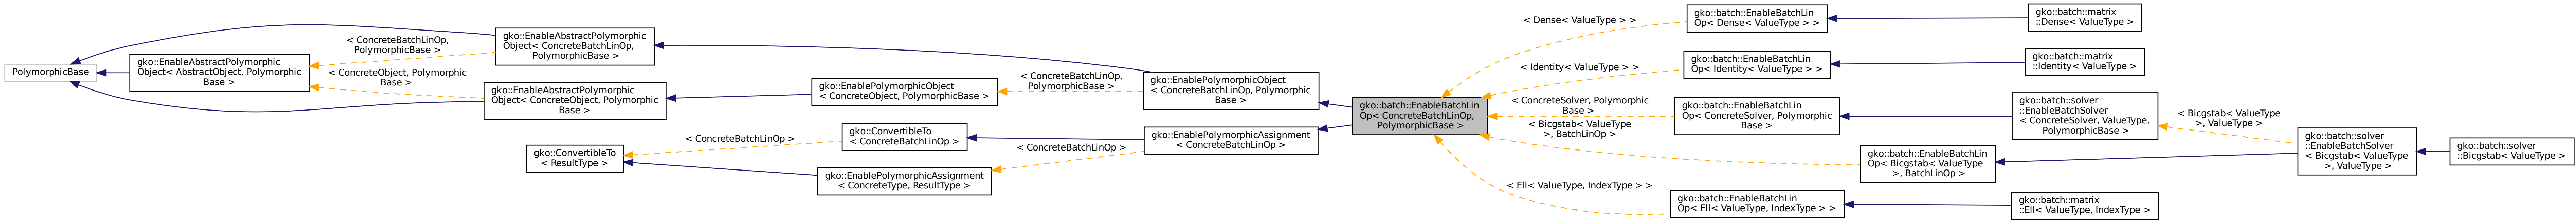 PolymorphicBase
gko::EnableAbstractPolymorphic
Object< AbstractObject, Polymorphic
Base >
< ConcreteBatchLinOp,
PolymorphicBase >
< ConcreteObject, Polymorphic
Base >
gko::EnableAbstractPolymorphic
Object< ConcreteBatchLinOp,
PolymorphicBase >
gko::EnableAbstractPolymorphic
Object< ConcreteObject, Polymorphic
Base >
gko::ConvertibleTo
< ResultType >
< ConcreteBatchLinOp >
gko::EnablePolymorphicObject
< ConcreteObject, PolymorphicBase >
gko::ConvertibleTo
< ConcreteBatchLinOp >
gko::EnablePolymorphicAssignment
< ConcreteType, ResultType >
< ConcreteBatchLinOp,
PolymorphicBase >
< ConcreteBatchLinOp >
gko::EnablePolymorphicObject
< ConcreteBatchLinOp, Polymorphic
Base >
gko::EnablePolymorphicAssignment
< ConcreteBatchLinOp >
gko::batch::EnableBatchLin
Op< ConcreteBatchLinOp,
PolymorphicBase >
< Dense< ValueType > >
< Identity< ValueType > >
< ConcreteSolver, Polymorphic
Base >
< Bicgstab< ValueType
>, BatchLinOp >
< Ell< ValueType, IndexType > >
gko::batch::EnableBatchLin
Op< Dense< ValueType > >
gko::batch::EnableBatchLin
Op< Identity< ValueType > >
gko::batch::EnableBatchLin
Op< ConcreteSolver, Polymorphic
Base >
gko::batch::EnableBatchLin
Op< Bicgstab< ValueType
>, BatchLinOp >
gko::batch::EnableBatchLin
Op< Ell< ValueType, IndexType > >
gko::batch::matrix
::Dense< ValueType >
gko::batch::matrix
::Identity< ValueType >
gko::batch::solver
::EnableBatchSolver
< ConcreteSolver, ValueType,
PolymorphicBase >
gko::batch::matrix
::Ell< ValueType, IndexType >
< Bicgstab< ValueType
>, ValueType >
gko::batch::solver
::EnableBatchSolver
< Bicgstab< ValueType
>, ValueType >
gko::batch::solver
::Bicgstab< ValueType >